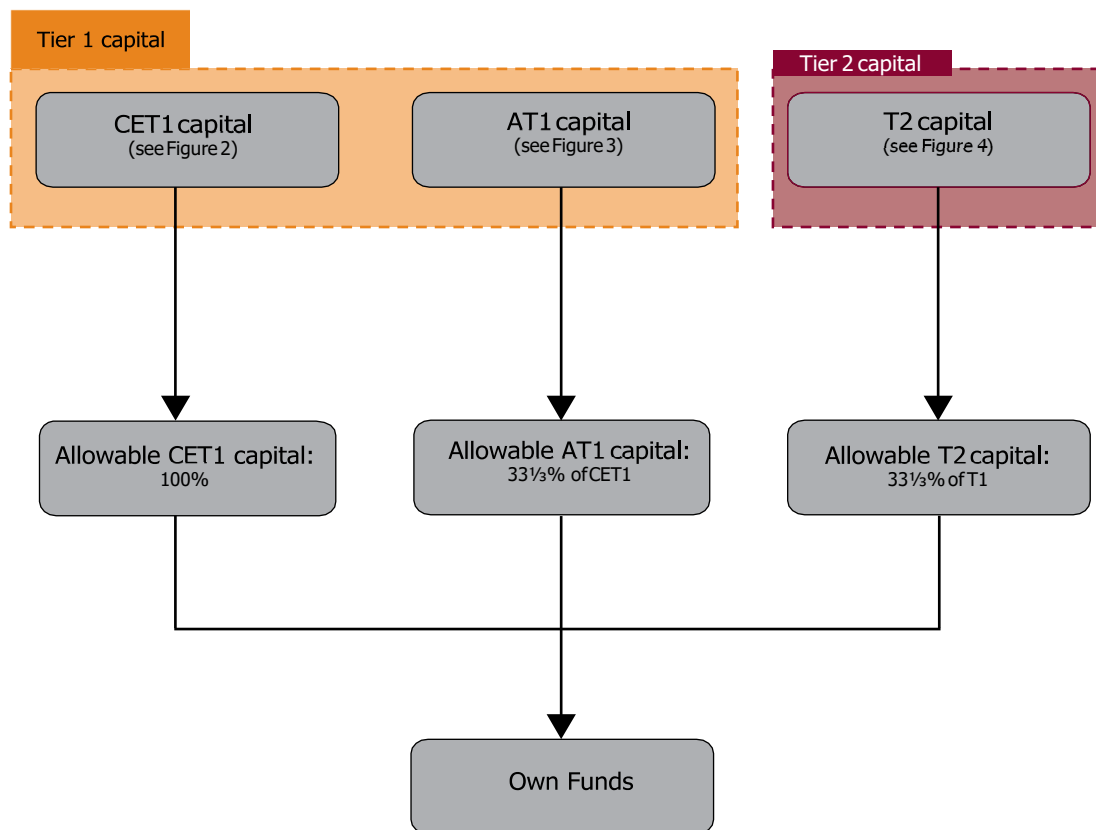 Tier 1 capital
Tier 2 capital
CET1 capital
(see Figure 2)
AT1 capital
(see Figure 3)
T2 capital
(see Figure 4)
Allowable CET1 capital:
100%
Allowable AT1 capital:
33⅓% of CET1
Allowable T2 capital:
33⅓% of T1
Own Funds